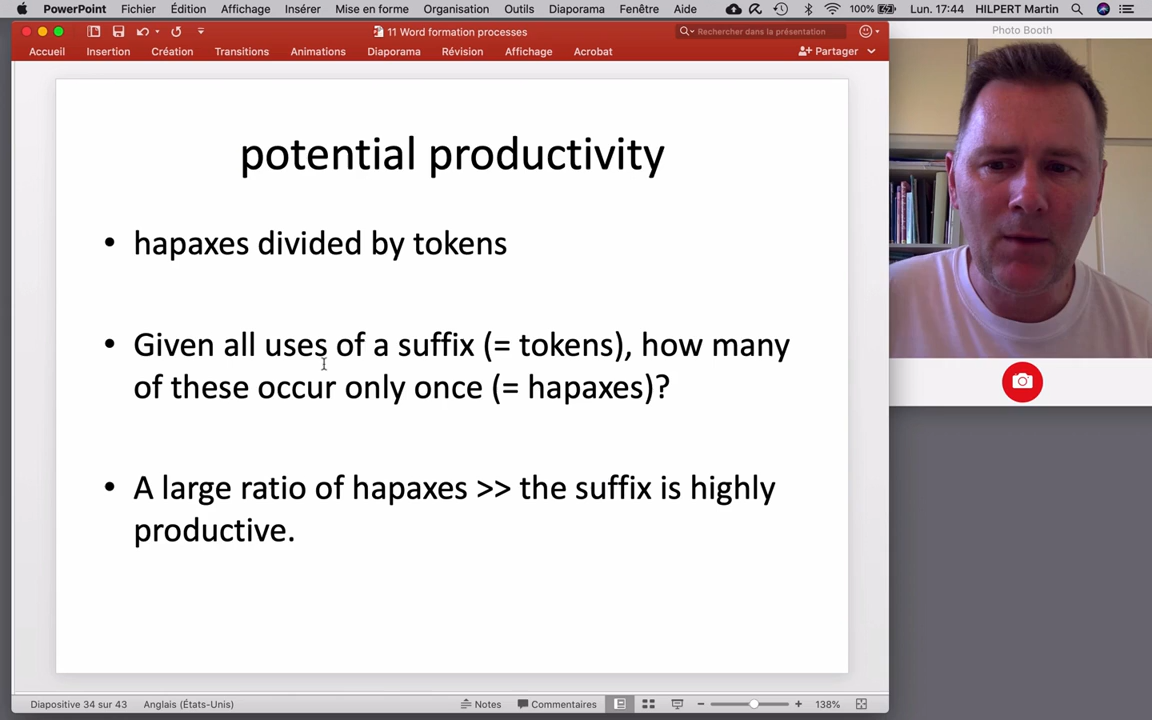 PowerPoint Fichier Édition Affichage Insérer Mise en forme Organisation Outils Diaporama Fenêtre Aide 100% Lun. 17:44 HILPERT Martin
11 Word formation processes
Rechercher dans la présentation
Photo Booth
Accueil Insertion Création Transitions Animations Diaporama Révision Affichage Acrobat Partager
potential productivity
• hapaxes divided by tokens
• Given all uses of a suffix (= tokens), how many
of these occur only once (= hapaxes)?
• A large ratio of hapaxes >> the suffix is highly
productive.
Diapositive 34 sur 43 Anglais (États-Unis) Notes Commentaires 138%